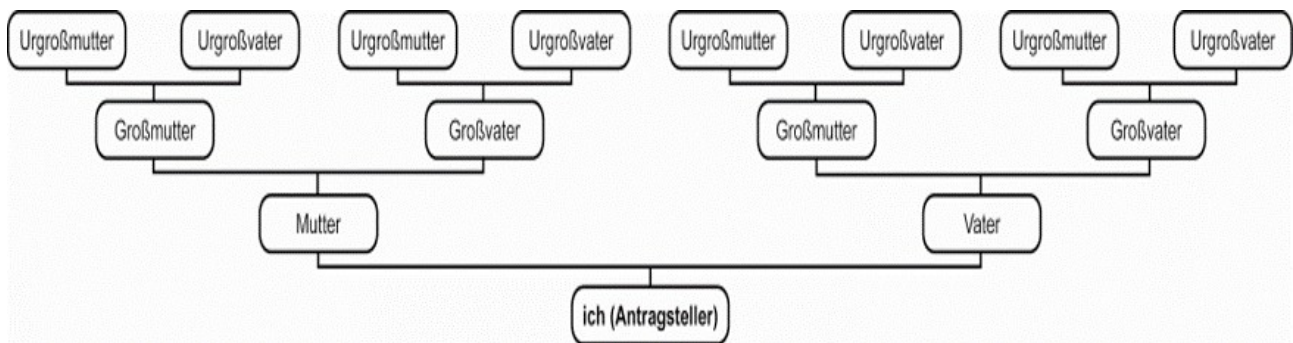 Urgroßmutter Urgroßvater Urgroßmutter Urgroßvater Urgroßmutter Urgroßvater Urgroßmutter Urgroßvater
Großmutter Großvater Großmutter Großvater
Mutter Vater
ich (Antragsteller)